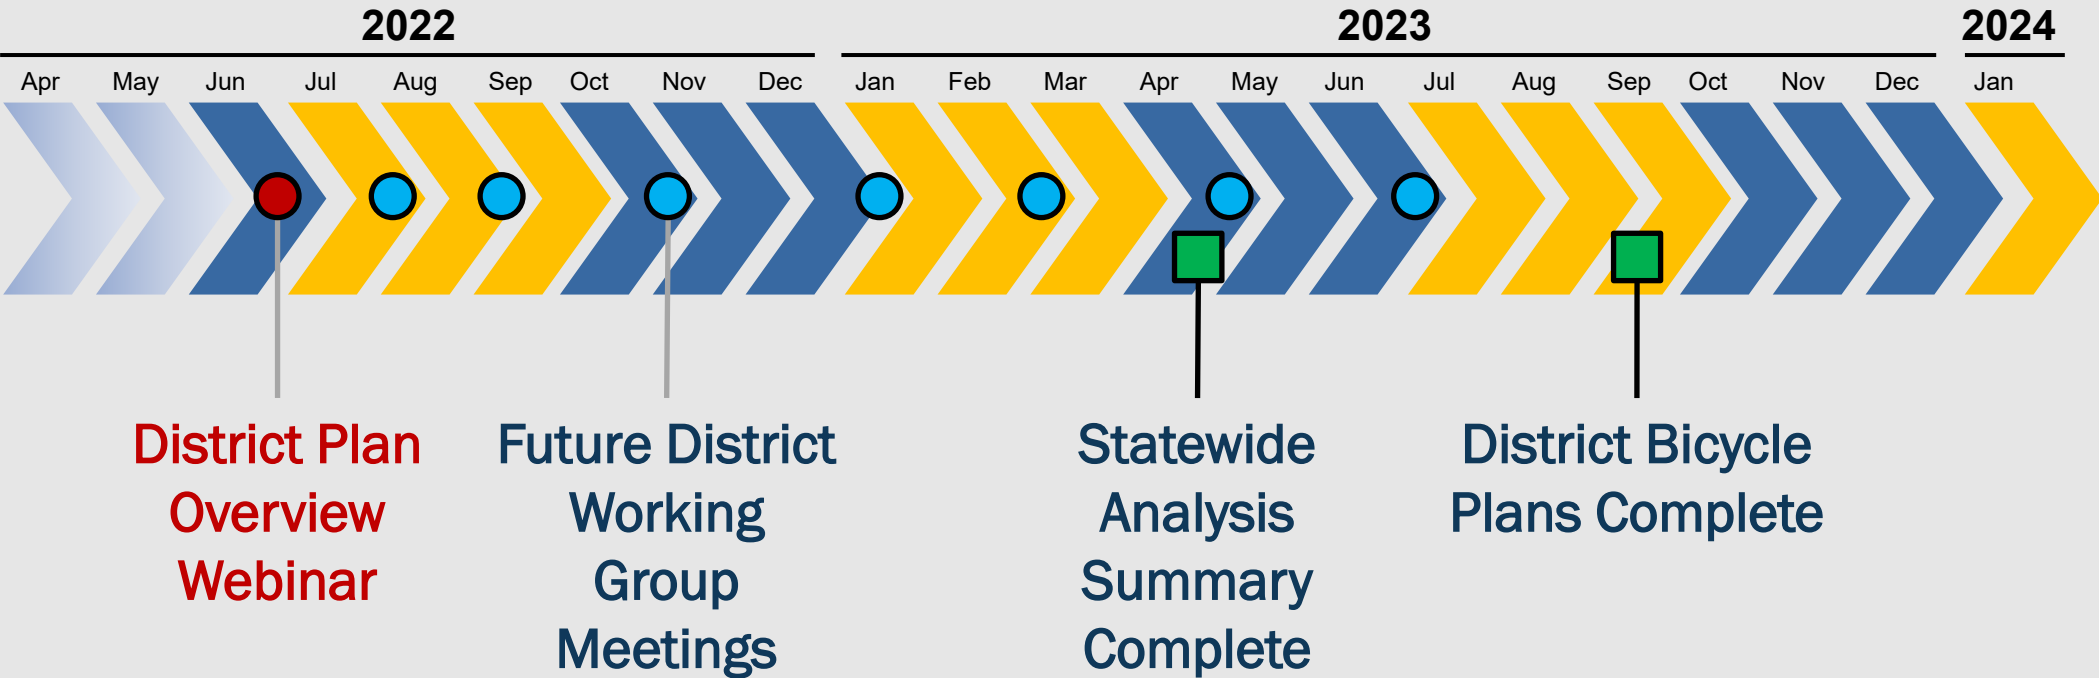 2022 2023 2024
Apr May Jun Jul Aug Sep Oct Nov Dec Jan Feb Mar Apr May Jun Jul Aug Sep Oct Nov Dec Jan
District Plan
Overview
Webinar
Future District
Working
Group
Meetings
Statewide
Analysis
Summary
Complete
District Bicycle
Plans Complete